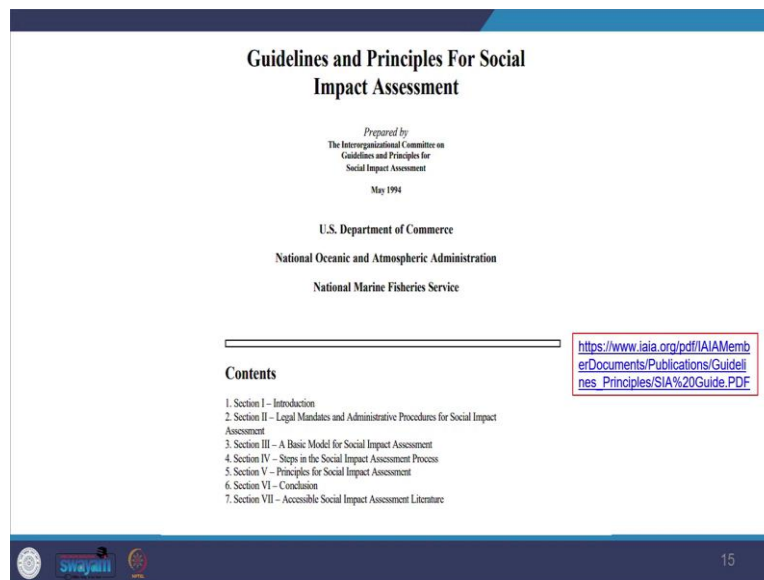 Guidelines and Principles For Social
Impact Assessment
Prepared by
The Interorganizational Committee on
Guidelines and Principles for
Social Impact Assessment
May 1994
U.S. Department of Commerce
National Oceanic and Atmospheric Administration
National Marine Fisheries Service
https://www.iaia.org/pdf/IAIAMemb
erDocuments/Publications/Guideli
nes_Principles/SIA%20Guide.PDF
Contents
1. Section I – Introduction
2. Section II – Legal Mandates and Administrative Procedures for Social Impact
Assessment
3. Section III – A Basic Model for Social Impact Assessment
4. Section IV – Steps in the Social Impact Assessment Process
5. Section V – Principles for Social Impact Assessment
6. Section VI – Conclusion
7. Section VII – Accessible Social Impact Assessment Literature
swayam
15